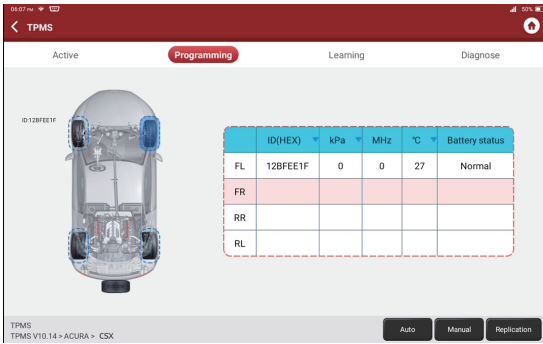 06:07 PM 50%
TPMS
Active Programming Learning Diagnose
ID:12BFEE1F
ID(HEX) kPa MHz °C Battery status
FL 12BFEE1F 0 0 27 Normal
FR
RR
RL
TPMS
TPMS V10.14 > ACURA > CSX
Auto Manual Replication